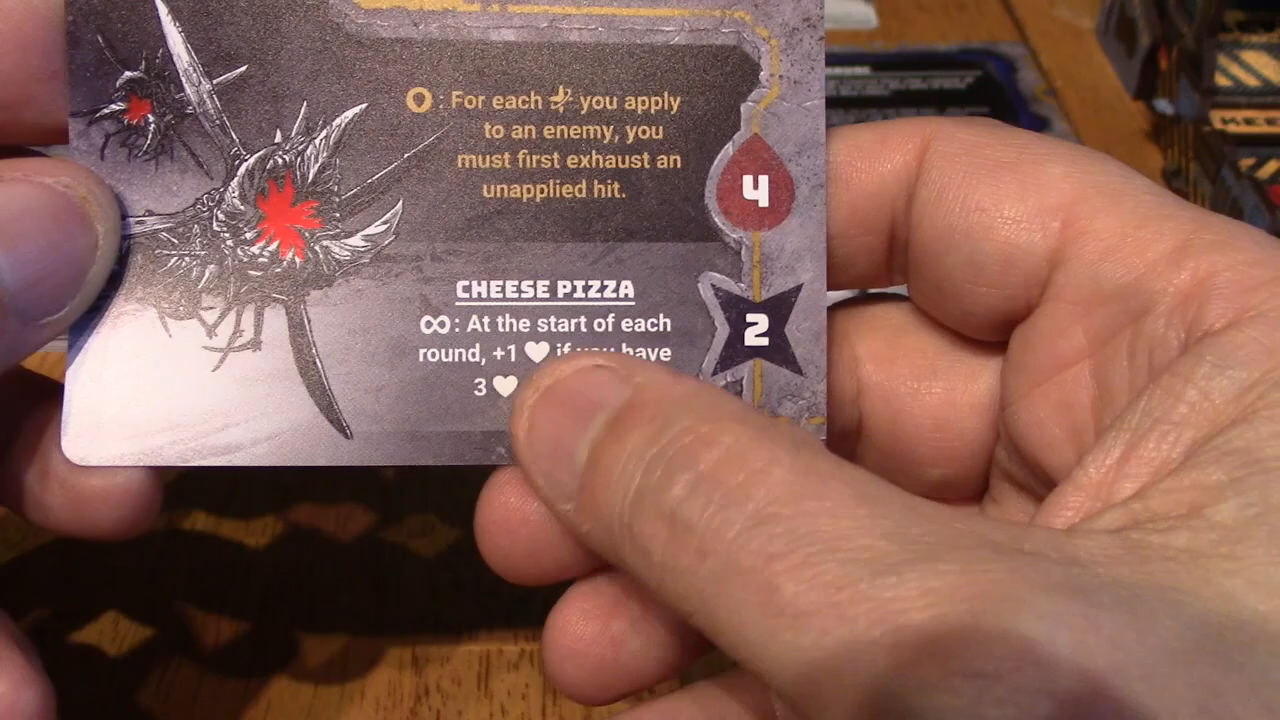 : For each you apply
to an enemy, you
must first exhaust an
unapplied hit.
4
CHEESE PIZZA
∞: At the start of each
round, +1 ♥ if you have
3 ♥
2
KEE